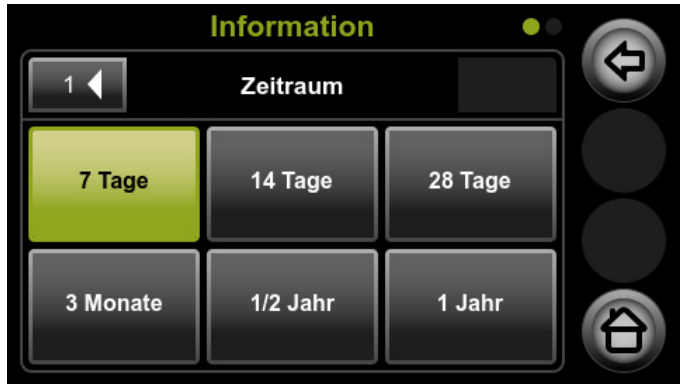 Information
1
Zeitraum
7 Tage
14 Tage
28 Tage
3 Monate
1/2 Jahr
1 Jahr